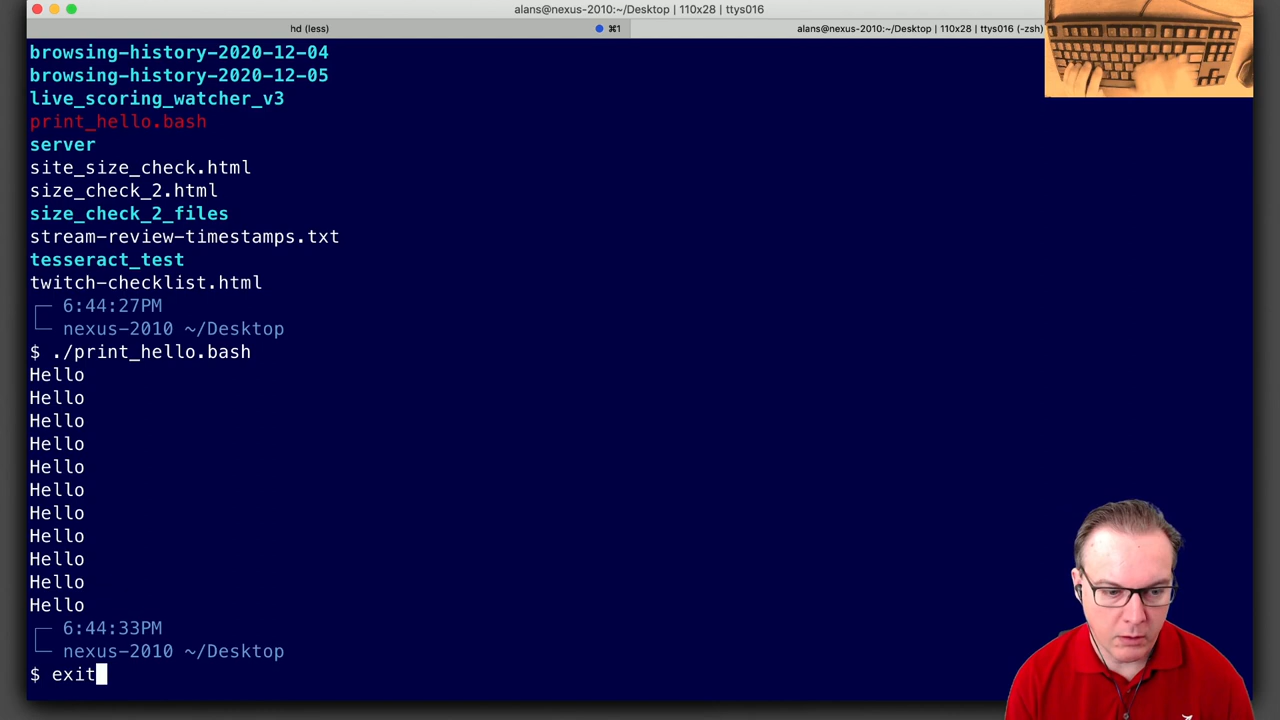 alans@nexus-2010:~/Desktop | 110x28 | ttys016
hd (less)
⌘1
alans@nexus-2010:~/Desktop | 110x28 | ttys016 (-zsh)
browsing-history-2020-12-04
browsing-history-2020-12-05
live_scoring_watcher_v3
print_hello.bash
server
site_size_check.html
size_check_2.html
size_check_2_files
stream-review-timestamps.txt
tesseract_test
twitch-checklist.html
6:44:27PM
nexus-2010 ~/Desktop
$ ./print_hello.bash
Hello
Hello
Hello
Hello
Hello
Hello
Hello
Hello
Hello
Hello
Hello
6:44:33PM
nexus-2010 ~/Desktop
$ exit